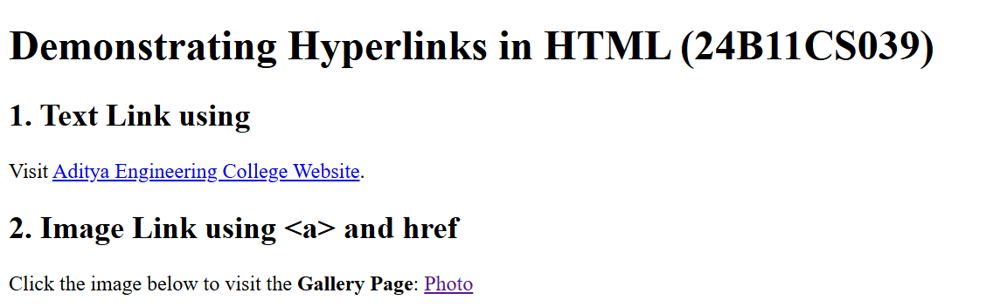 Demonstrating Hyperlinks in HTML (24B11CS039)
1. Text Link using
Visit Aditya Engineering College Website.
2. Image Link using <a> and href
Click the image below to visit the Gallery Page: Photo